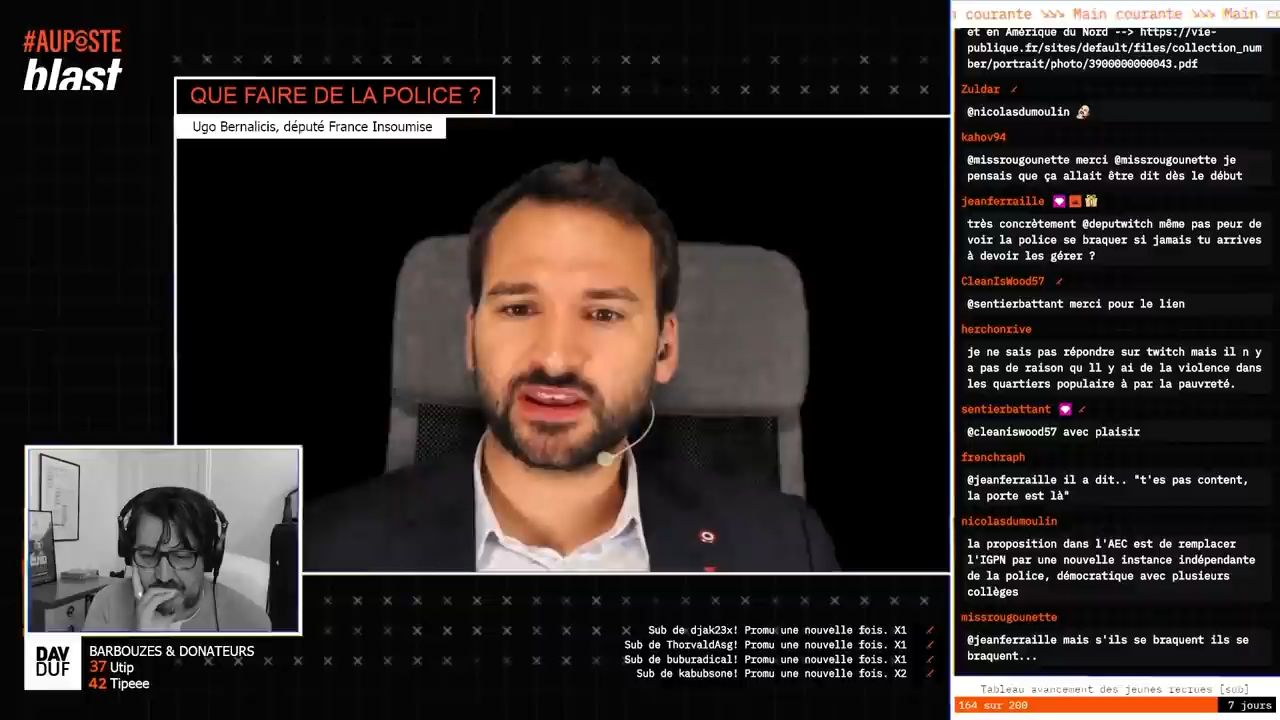 #AUPOSTE
blast
QUE FAIRE DE LA POLICE ?
Ugo Bernalicis, député France Insoumise
DAV
DUF
BARBOUZES & DONATEURS
37 Utip
42 Tipeee
Sub de djak23x! Promu une nouvelle fois. X1
Sub de ThorvaldAsg! Promu une nouvelle fois. X1
Sub de buburadical! Promu une nouvelle fois. X1
Sub de kabubsone! Promu une nouvelle fois. X2
courante >>> Main courante >>> Main co
et en Amérique du Nord --> https://vie-
publique.fr/sites/default/files/collection_num
ber/portrait/photo/3900000000043.pdf
Zuldar
@nicolasdumoulin
kahov94
@missrougounette merci @missrougounette je
pensais que ça allait être dit dès le début
jeanferraille
très concrètement @deputwitch même pas peur de
voir la police se braquer si jamais tu arrives
à devoir les gérer ?
CleanIsWood57
@sentierbattant merci pour le lien
herchonrive
je ne sais pas répondre sur twitch mais il n y
a pas de raison qu ll y ai de la violence dans
les quartiers populaire à par la pauvreté.
sentierbattant
@cleaniswood57 avec plaisir
frenchraph
@jeanferraille il a dit.. "t'es pas content,
la porte est là"
nicolasdumoulin
la proposition dans l'AEC est de remplacer
l'IGPN par une nouvelle instance indépendante
de la police, démocratique avec plusieurs
collèges
missrougounette
@jeanferraille mais s'ils se braquent ils se
braquent...
Tableau avancement des jeunes recrues [sub]
164 sur 200
7 jours